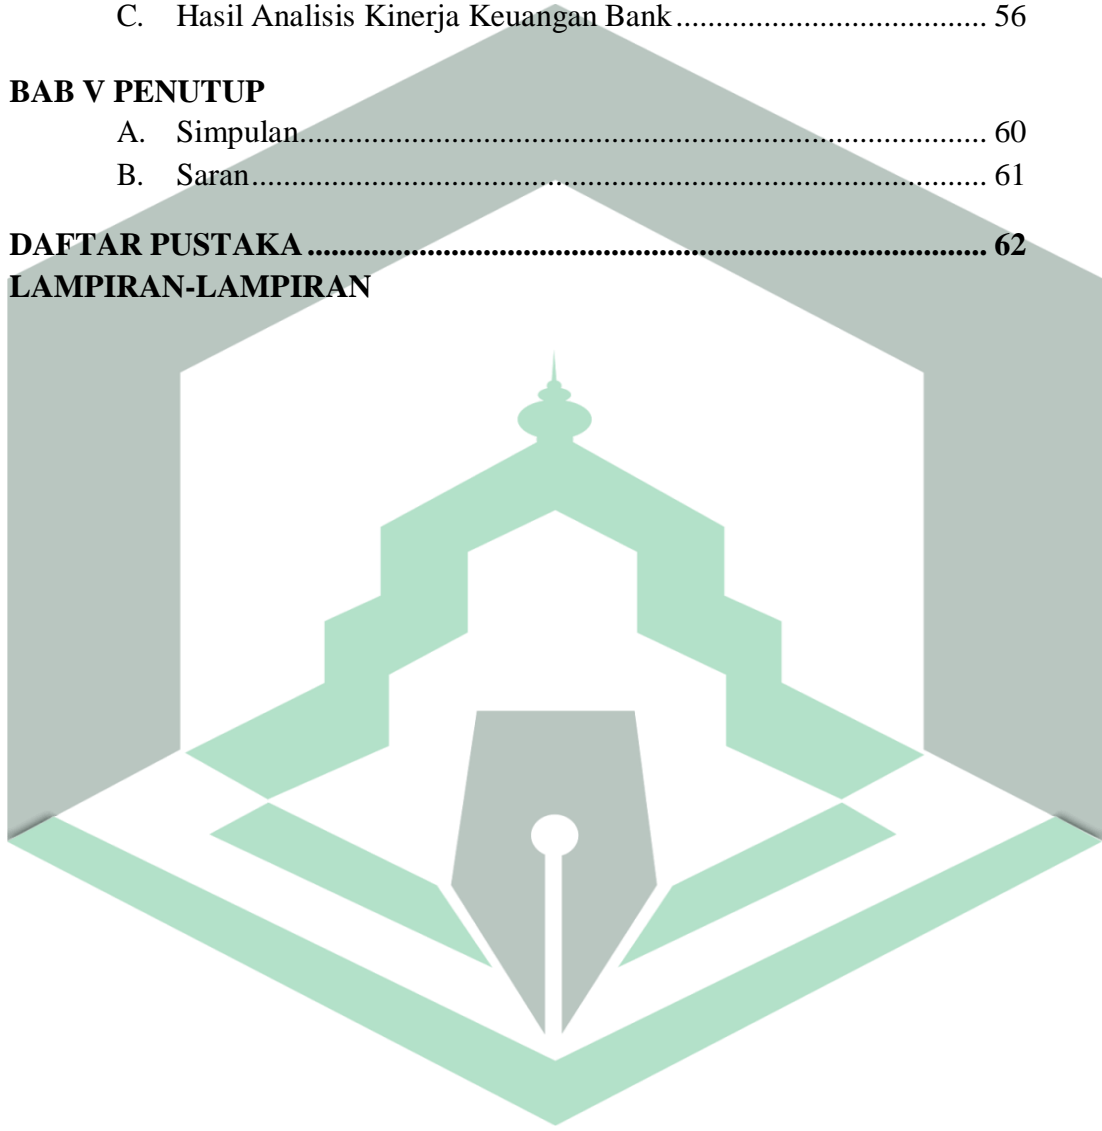 C. Hasil Analisis Kinerja Keuangan Bank ....................................... 56
BAB V PENUTUP
A. Simpulan...................................................................................... 60
B. Saran............................................................................................ 61
DAFTAR PUSTAKA ..................................................................................... 62
LAMPIRAN-LAMPIRAN